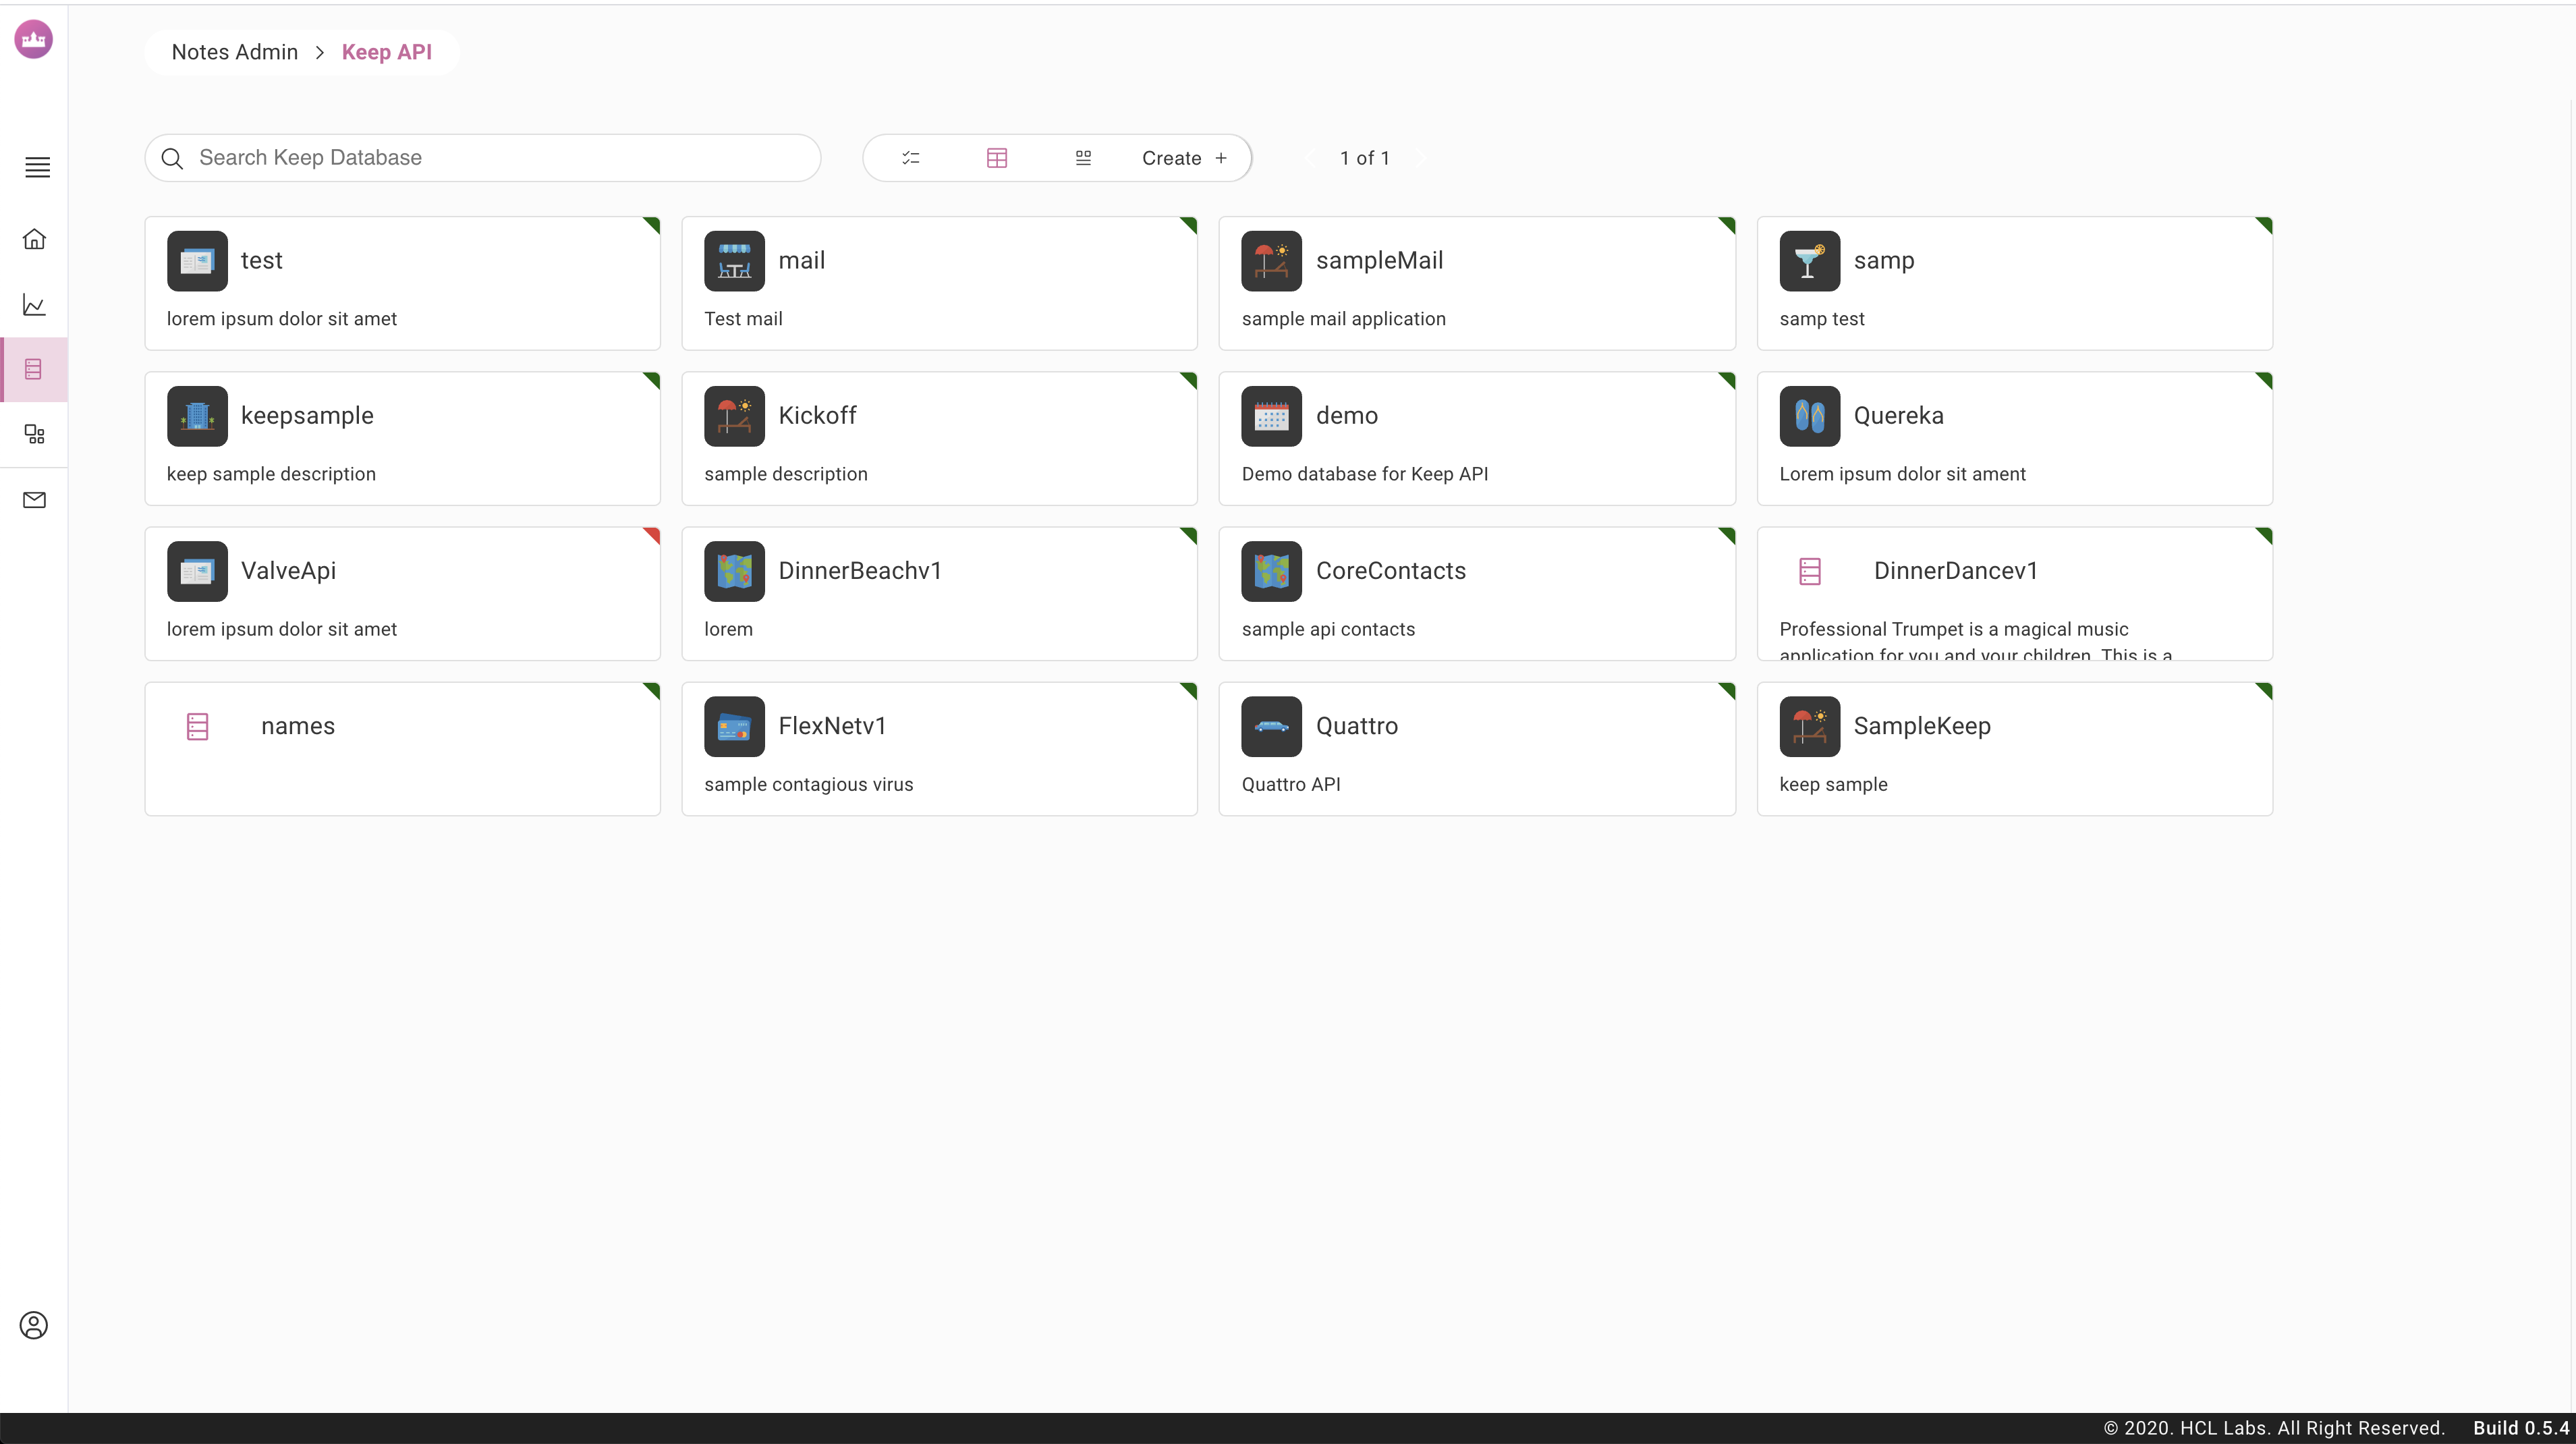 Notes Admin > Keep API
Search Keep Database
Create +
1 of 1
test
lorem ipsum dolor sit amet
mail
Test mail
sampleMail
sample mail application
samp
samp test
keepsample
keep sample description
Kickoff
sample description
demo
Demo database for Keep API
Quereka
Lorem ipsum dolor sit ament
ValveApi
lorem ipsum dolor sit amet
DinnerBeachv1
lorem
CoreContacts
sample api contacts
DinnerDancev1
Professional Trumpet is a magical music
application for you and your children. This is a
names
FlexNetv1
sample contagious virus
Quattro
Quattro API
SampleKeep
keep sample
© 2020. HCL Labs. All Right Reserved. Build 0.5.4